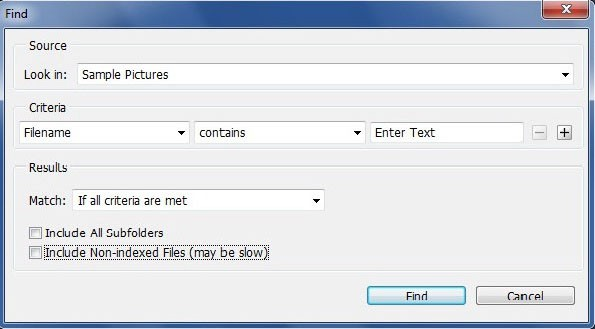 Find
Source
Look in: Sample Pictures
Criteria
Filename contains Enter Text
Results
Match: If all criteria are met
Include All Subfolders
Include Non-indexed Files (may be slow)
Find Cancel